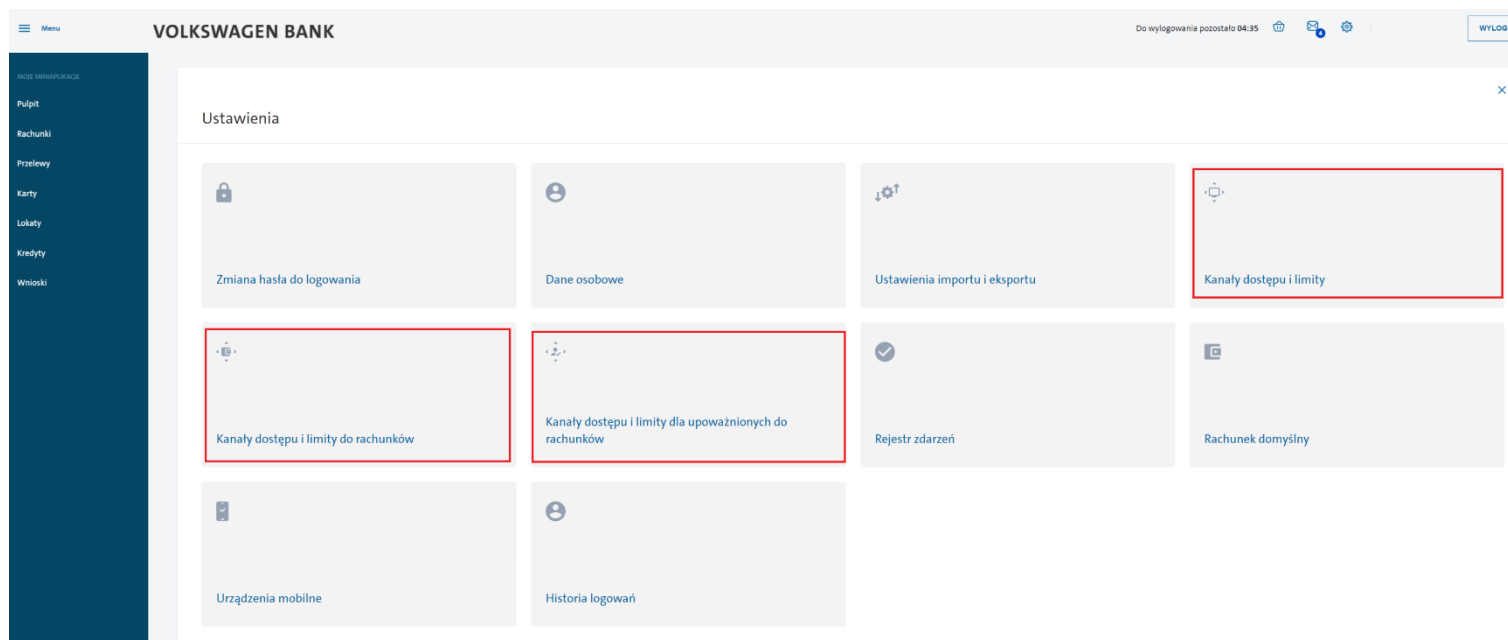 Menu
VOLKSWAGEN BANK
Do wylogowania pozostało 04:35
4
WYLOG
MOJE MINIAPLIKACJE
Pulpit
Rachunki
Przelewy
Karty
Lokaty
Kredyty
Wnioski
Ustawienia
Zmiana hasła do logowania
Dane osobowe
Ustawienia importu i eksportu
Kanały dostępu i limity
Kanały dostępu i limity do rachunków
Kanały dostępu i limity dla upoważnionych do
rachunków
Rejestr zdarzeń
Rachunek domyślny
Urządzenia mobilne
Historia logowań